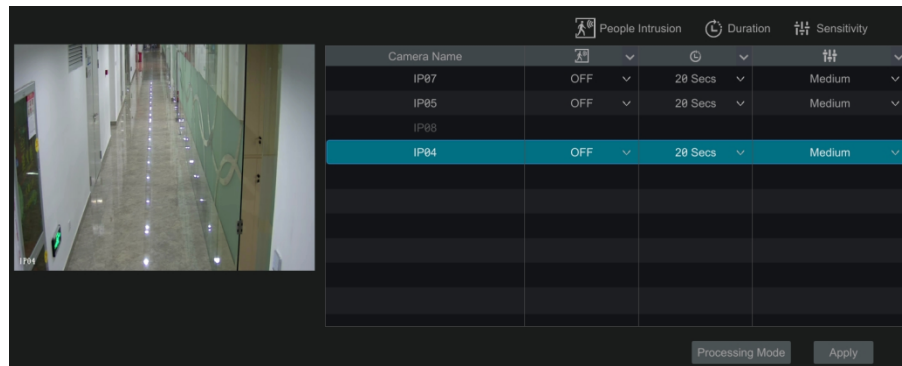 People Intrusion Duration Sensitivity
Camera Name
IP07 OFF 20 Secs Medium
IP05 OFF 20 Secs Medium
IP08
IP04 OFF 20 Secs Medium
IP04
Processing Mode Apply